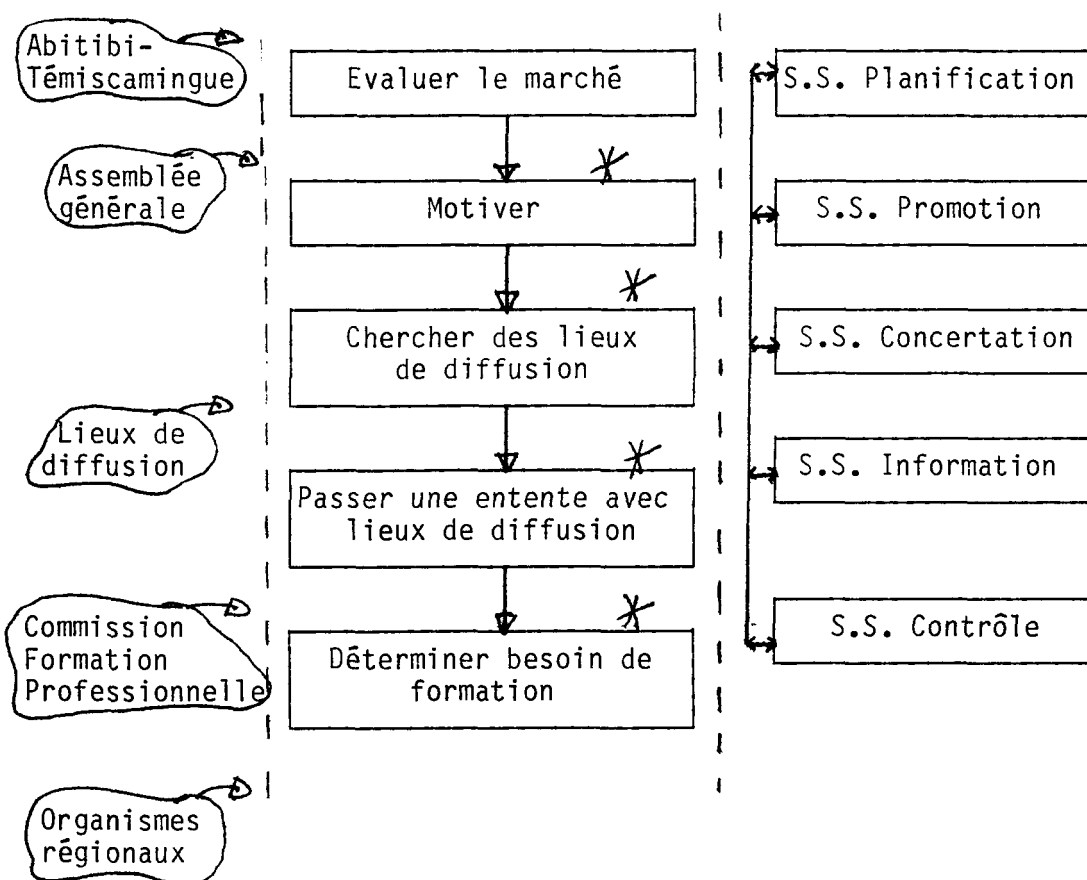 Abitibi-
Témiscamingue
Assemblée
générale
Lieux de
diffusion
Commission
Formation
Professionnelle
Organismes
régionaux
Evaluer le marché
Motiver
Chercher des lieux
de diffusion
Passer une entente avec
lieux de diffusion
Déterminer besoin de
formation
S.S. Planification
S.S. Promotion
S.S. Concertation
S.S. Information
S.S. Contrôle